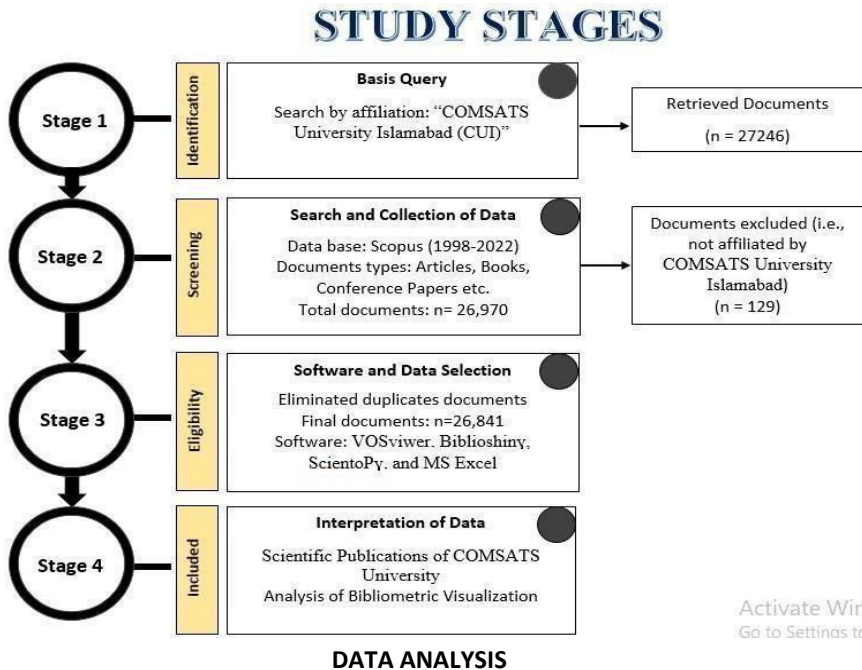 STUDY STAGES
Stage 1
Identification
Basis Query
Search by affiliation: “COMSATS
University Islamabad (CUI)”
Retrieved Documents
(n = 27246)
Stage 2
Screening
Search and Collection of Data
Data base: Scopus (1998-2022)
Documents types: Articles, Books,
Conference Papers etc.
Total documents: n= 26,970
Documents excluded (i.e.,
not affiliated by
COMSATS University
Islamabad)
(n = 129)
Stage 3
Eligibility
Software and Data Selection
Eliminated duplicates documents
Final documents: n=26,841
Software: VOSviwer, Biblioshiny,
ScientoPy, and MS Excel
Stage 4
Included
Interpretation of Data
Scientific Publications of COMSATS
University
Analysis of Bibliometric Visualization
Activate Win
Go to Settings to
DATA ANALYSIS